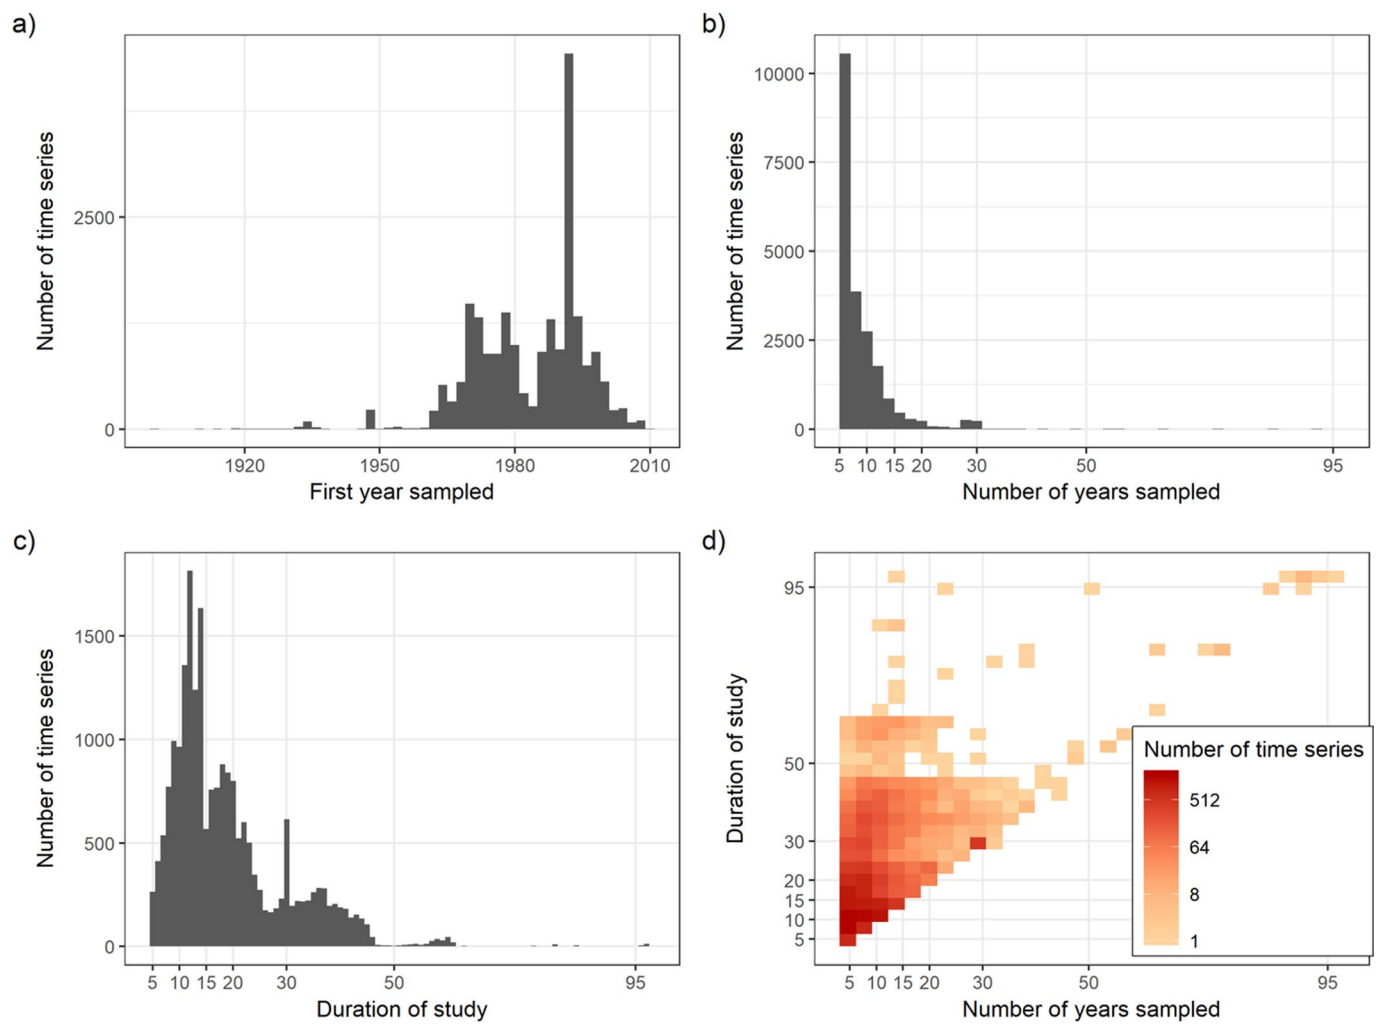 a)
Number of time series
2500
0
1920 1950 1980 2010
First year sampled
b)
Number of time series
10000
7500
5000
2500
0
5 10 15 20 30 50 95
Number of years sampled
c)
Number of time series
1500
1000
500
0
5 10 15 20 30 50 95
Duration of study
d)
Duration of study
95
50
30
20
15
10
5
Number of time series
512
64
8
1
5 10 15 20 30 50 95
Number of years sampled